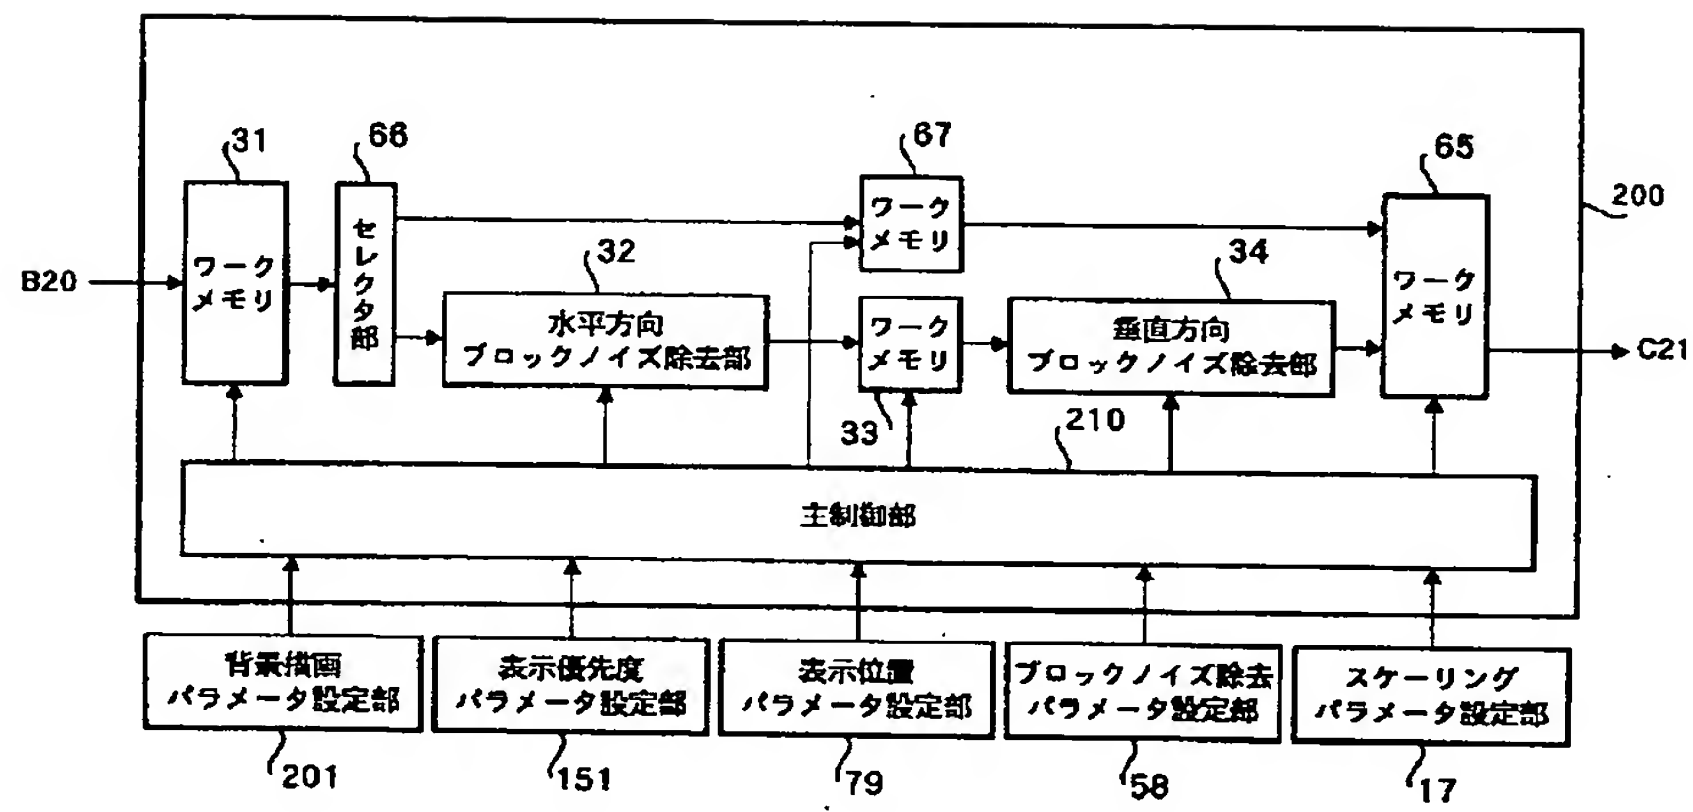 31
66
67
65
200
ワーク
メモリ
セレクタ部
ワーク
メモリ
32
34
B20
水平方向
ブロックノイズ除去部
ワーク
メモリ
垂直方向
ブロックノイズ除去部
ワーク
メモリ
C21
33
210
主制御部
背景描画
パラメータ設定部
表示優先度
パラメータ設定部
表示位置
パラメータ設定部
ブロックノイズ除去
パラメータ設定部
スケーリング
パラメータ設定部
201
151
79
58
17